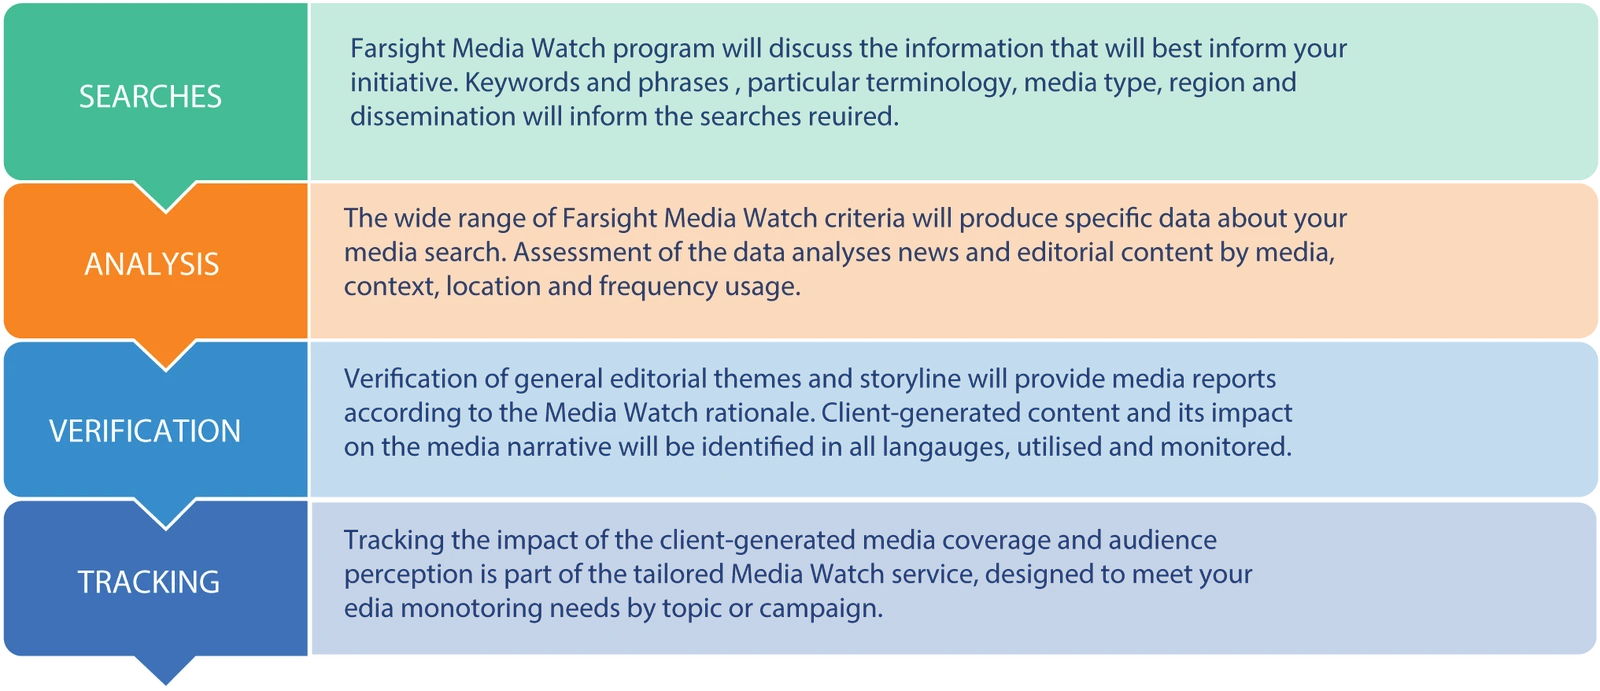 SEARCHES
Farsight Media Watch program will discuss the information that will best inform your
initiative. Keywords and phrases , particular terminology, media type, region and
dissemination will inform the searches reuired.
ANALYSIS
The wide range of Farsight Media Watch criteria will produce specific data about your
media search. Assessment of the data analyses news and editorial content by media,
context, location and frequency usage.
VERIFICATION
Verification of general editorial themes and storyline will provide media reports
according to the Media Watch rationale. Client-generated content and its impact
on the media narrative will be identified in all langauges, utilised and monitored.
TRACKING
Tracking the impact of the client-generated media coverage and audience
perception is part of the tailored Media Watch service, designed to meet your
edia monotoring needs by topic or campaign.